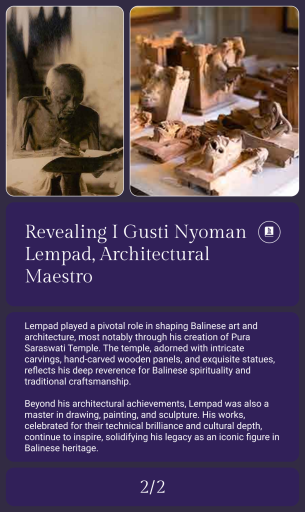 Revealing I Gusti Nyoman
Lempad, Architectural
Maestro
Lempad played a pivotal role in shaping Balinese art and
architecture, most notably through his creation of Pura
Saraswati Temple. The temple, adorned with intricate
carvings, hand-carved wooden panels, and exquisite statues,
reflects his deep reverence for Balinese spirituality and
traditional craftsmanship.
Beyond his architectural achievements, Lempad was also a
master in drawing, painting, and sculpture. His works,
celebrated for their technical brilliance and cultural depth,
continue to inspire, solidifying his legacy as an iconic figure in
Balinese heritage.
2/2